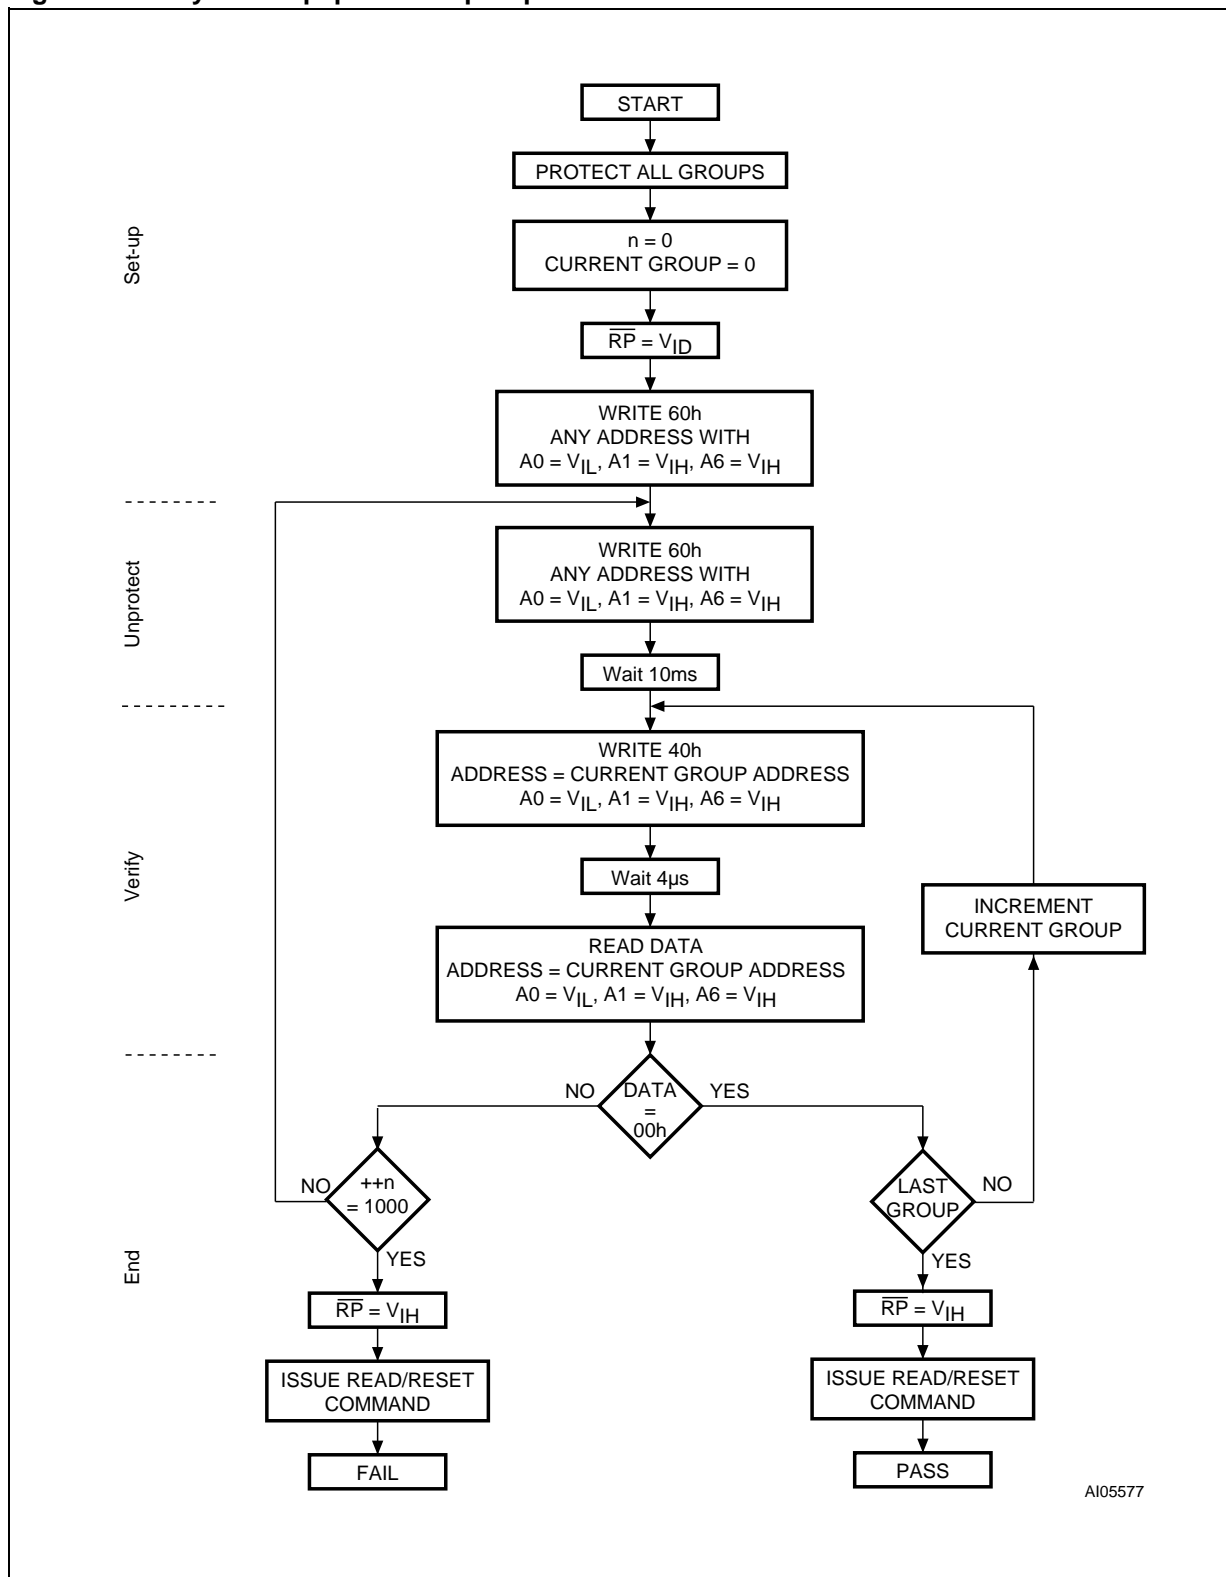 START
PROTECT ALL GROUPS
Set-up
n = 0
CURRENT GROUP = 0
RP = VID
WRITE 60h
ANY ADDRESS WITH
A0 = VIL, A1 = VIH, A6 = VIH
Unprotect
WRITE 60h
ANY ADDRESS WITH
A0 = VIL, A1 = VIH, A6 = VIH
Wait 10ms
Verify
WRITE 40h
ADDRESS = CURRENT GROUP ADDRESS
A0 = VIL, A1 = VIH, A6 = VIH
Wait 4µs
INCREMENT
CURRENT GROUP
READ DATA
ADDRESS = CURRENT GROUP ADDRESS
A0 = VIL, A1 = VIH, A6 = VIH
End
NO
DATA
=
00h
YES
NO
++n
= 1000
YES
LAST
GROUP
NO
YES
RP = VIH
RP = VIH
ISSUE READ/RESET
COMMAND
ISSUE READ/RESET
COMMAND
FAIL
PASS
AI05577